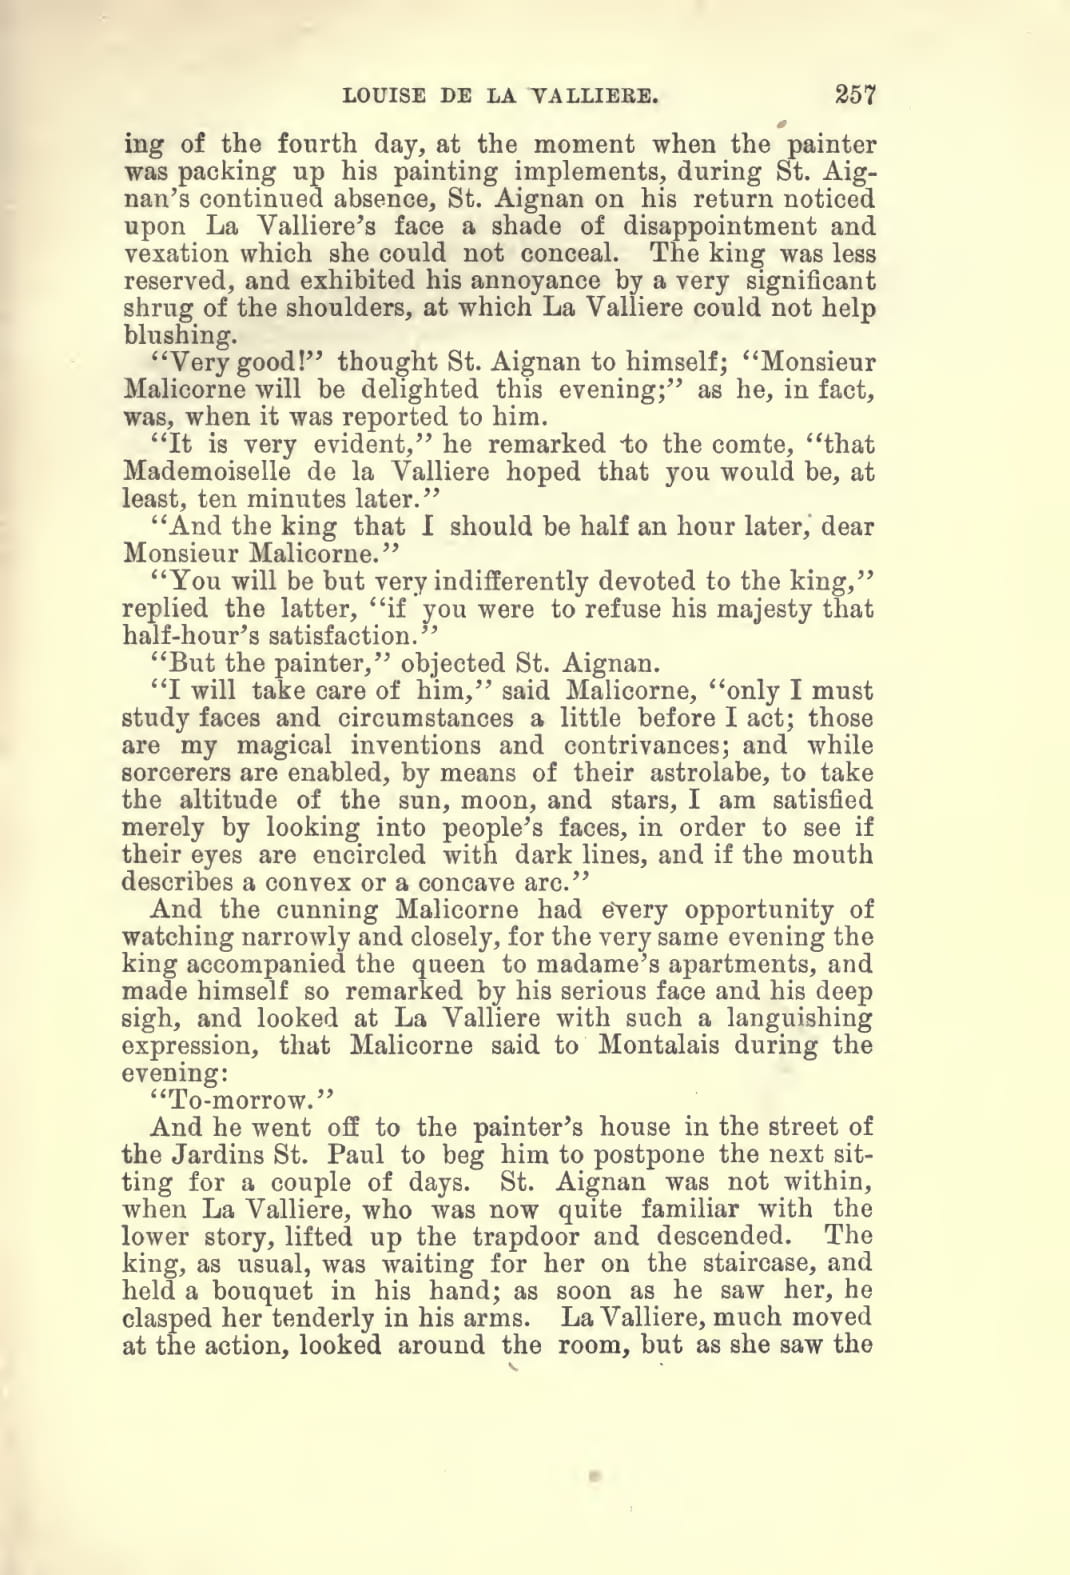 LOUISE DE LA VALLIERE. 257
ing of the fourth day, at the moment when the painter
was packing up his painting implements, during St. Aig-
nan's continued absence, St. Aignan on his return noticed
upon La Valliere's face a shade of disappointment and
vexation which she could not conceal. The king was less
reserved, and exhibited his annoyance by a very significant
shrug of the shoulders, at which La Valliere could not help
blushing.
"Very good!" thought St. Aignan to himself; "Monsieur
Malicorne will be delighted this evening;" as he, in fact,
was, when it was reported to him.
"It is very evident," he remarked to the comte, "that
Mademoiselle de la Valliere hoped that you would be, at
least, ten minutes later."
"And the king that I should be half an hour later, dear
Monsieur Malicorne."
"You will be but very indifferently devoted to the king,"
replied the latter, "if you were to refuse his majesty that
half-hour's satisfaction."
"But the painter," objected St. Aignan.
"I will take care of him," said Malicorne, "only I must
study faces and circumstances a little before I act; those
are my magical inventions and contrivances; and while
sorcerers are enabled, by means of their astrolabe, to take
the altitude of the sun, moon, and stars, I am satisfied
merely by looking into people's faces, in order to see if
their eyes are encircled with dark lines, and if the mouth
describes a convex or a concave arc."
And the cunning Malicorne had every opportunity of
watching narrowly and closely, for the very same evening the
king accompanied the queen to madame's apartments, and
made himself so remarked by his serious face and his deep
sigh, and looked at La Valliere with such a languishing
expression, that Malicorne said to Montalais during the
evening:
"To-morrow."
And he went off to the painter's house in the street of
the Jardins St. Paul to beg him to postpone the next sit-
ting for a couple of days. St. Aignan was not within,
when La Valliere, who was now quite familiar with the
lower story, lifted up the trapdoor and descended. The
king, as usual, was waiting for her on the staircase, and
held a bouquet in his hand; as soon as he saw her, he
clasped her tenderly in his arms. La Valliere, much moved
at the action, looked around the room, but as she saw the